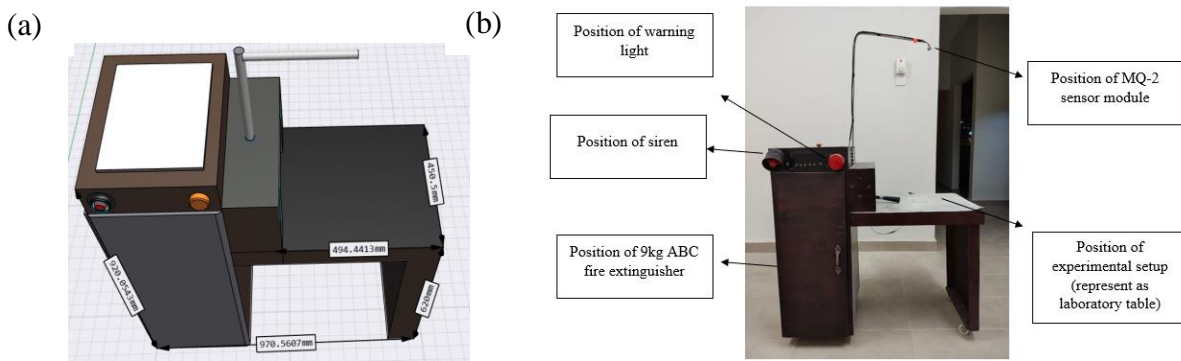 (a)
450.5mm
494.4413mm
920.0543mm
620mm
970.5607mm
(b)
Position of warning
light
Position of siren
Position of 9kg ABC
fire extinguisher
Position of MQ-2
sensor module
Position of
experimental setup
(represent as
laboratory table)